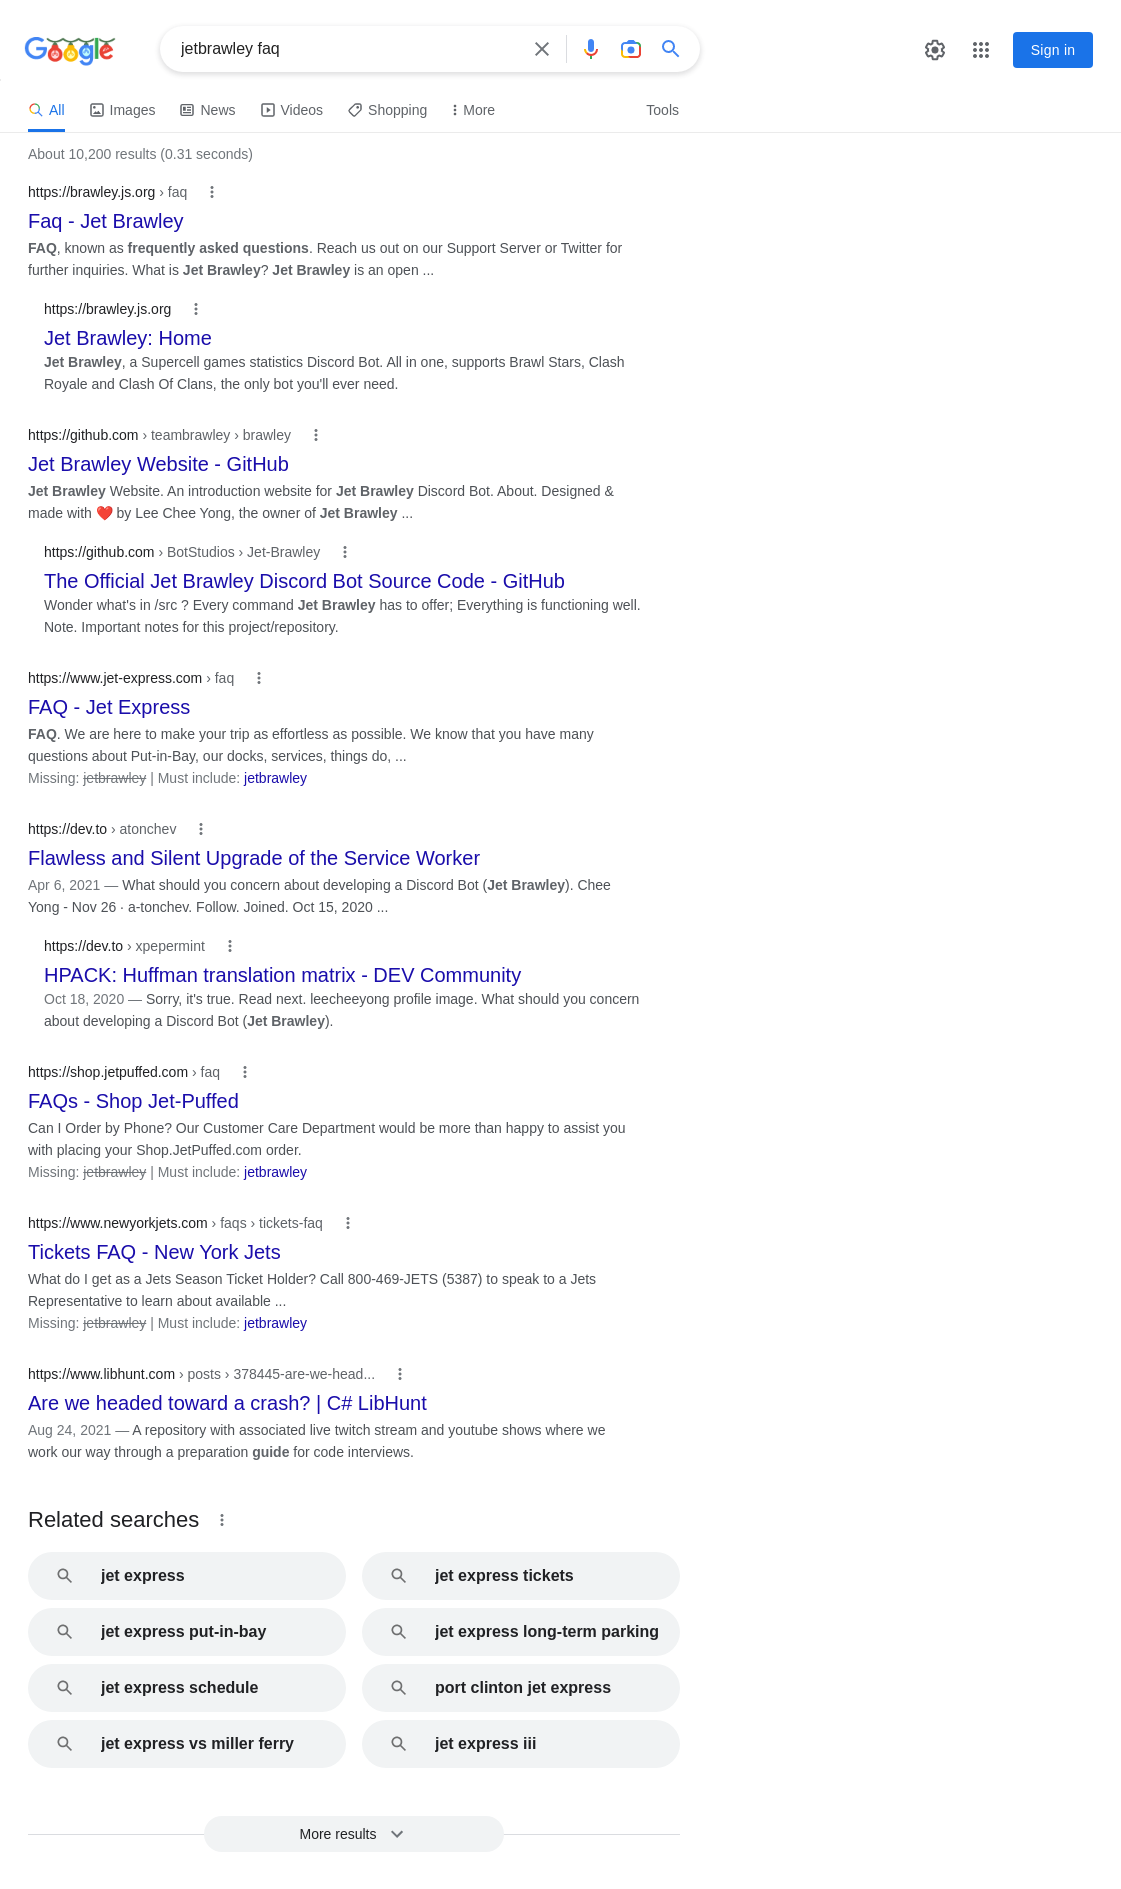 Google
jetbrawley faq
Sign in
All Images News Videos Shopping More Tools
About 10,200 results (0.31 seconds)
https://brawley.js.org › faq
Faq - Jet Brawley
FAQ, known as frequently asked questions. Reach us out on our Support Server or Twitter for
further inquiries. What is Jet Brawley? Jet Brawley is an open ...
https://brawley.js.org
Jet Brawley: Home
Jet Brawley, a Supercell games statistics Discord Bot. All in one, supports Brawl Stars, Clash
Royale and Clash Of Clans, the only bot you'll ever need.
https://github.com › teambrawley › brawley
Jet Brawley Website - GitHub
Jet Brawley Website. An introduction website for Jet Brawley Discord Bot. About. Designed &
made with ❤️ by Lee Chee Yong, the owner of Jet Brawley ...
https://github.com › BotStudios › Jet-Brawley
The Official Jet Brawley Discord Bot Source Code - GitHub
Wonder what's in /src ? Every command Jet Brawley has to offer; Everything is functioning well.
Note. Important notes for this project/repository.
https://www.jet-express.com › faq
FAQ - Jet Express
FAQ. We are here to make your trip as effortless as possible. We know that you have many
questions about Put-in-Bay, our docks, services, things do, ...
Missing: jetbrawley | Must include: jetbrawley
https://dev.to › atonchev
Flawless and Silent Upgrade of the Service Worker
Apr 6, 2021 — What should you concern about developing a Discord Bot (Jet Brawley). Chee
Yong - Nov 26 · a-tonchev. Follow. Joined. Oct 15, 2020 ...
https://dev.to › xpepermint
HPACK: Huffman translation matrix - DEV Community
Oct 18, 2020 — Sorry, it's true. Read next. leecheeyong profile image. What should you concern
about developing a Discord Bot (Jet Brawley).
https://shop.jetpuffed.com › faq
FAQs - Shop Jet-Puffed
Can I Order by Phone? Our Customer Care Department would be more than happy to assist you
with placing your Shop.JetPuffed.com order.
Missing: jetbrawley | Must include: jetbrawley
https://www.newyorkjets.com › faqs › tickets-faq
Tickets FAQ - New York Jets
What do I get as a Jets Season Ticket Holder? Call 800-469-JETS (5387) to speak to a Jets
Representative to learn about available ...
Missing: jetbrawley | Must include: jetbrawley
https://www.libhunt.com › posts › 378445-are-we-head...
Are we headed toward a crash? | C# LibHunt
Aug 24, 2021 — A repository with associated live twitch stream and youtube shows where we
work our way through a preparation guide for code interviews.
Related searches
jet express
jet express tickets
jet express put-in-bay
jet express long-term parking
jet express schedule
port clinton jet express
jet express vs miller ferry
jet express iii
More results